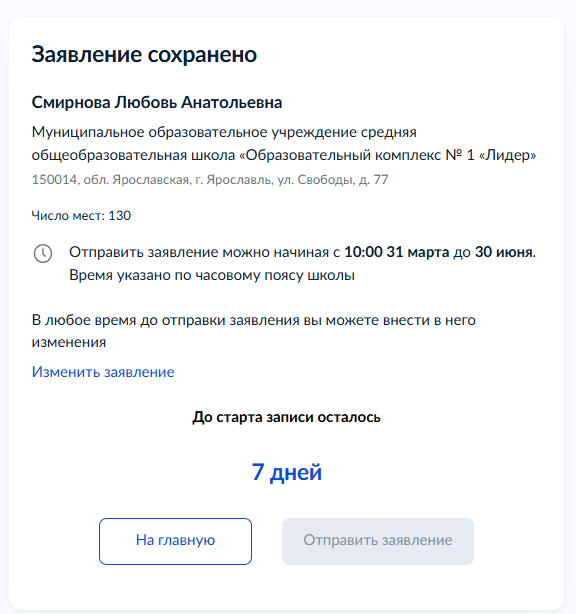 Заявление сохранено
Смирнова Любовь Анатольевна
Муниципальное образовательное учреждение средняя
общеобразовательная школа «Образовательный комплекс № 1 «Лидер»
150014, обл. Ярославская, г. Ярославль, ул. Свободы, д. 77
Число мест: 130
Отправить заявление можно начиная с 10:00 31 марта до 30 июня.
Время указано по часовому поясу школы
В любое время до отправки заявления вы можете внести в него
изменения
Изменить заявление
До старта записи осталось
7 дней
На главную
Отправить заявление